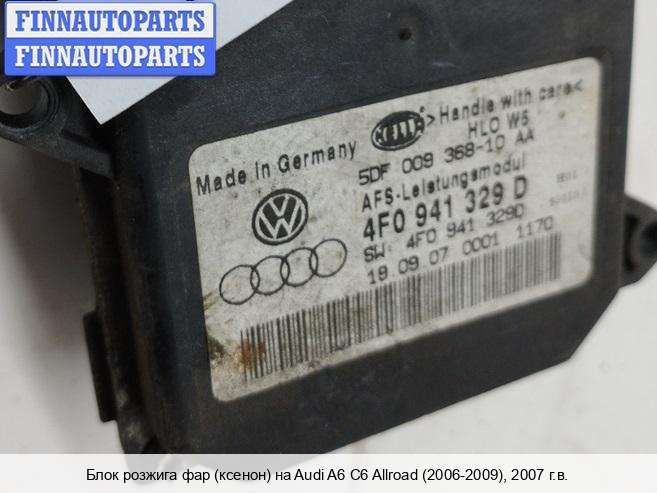 FINNAUTOPARTS
FINNAUTOPARTS
Made in Germany
HELLA
>Handle with care<
HLO W5
5DF 009 368-10 AA
AFS-Leistungsmodul
4F0 941 329 D
SW: 4F0 941 329D
19 09 07 0001 1170
Блок розжига фар (ксенон) на Audi A6 C6 Allroad (2006-2009), 2007 г.в.